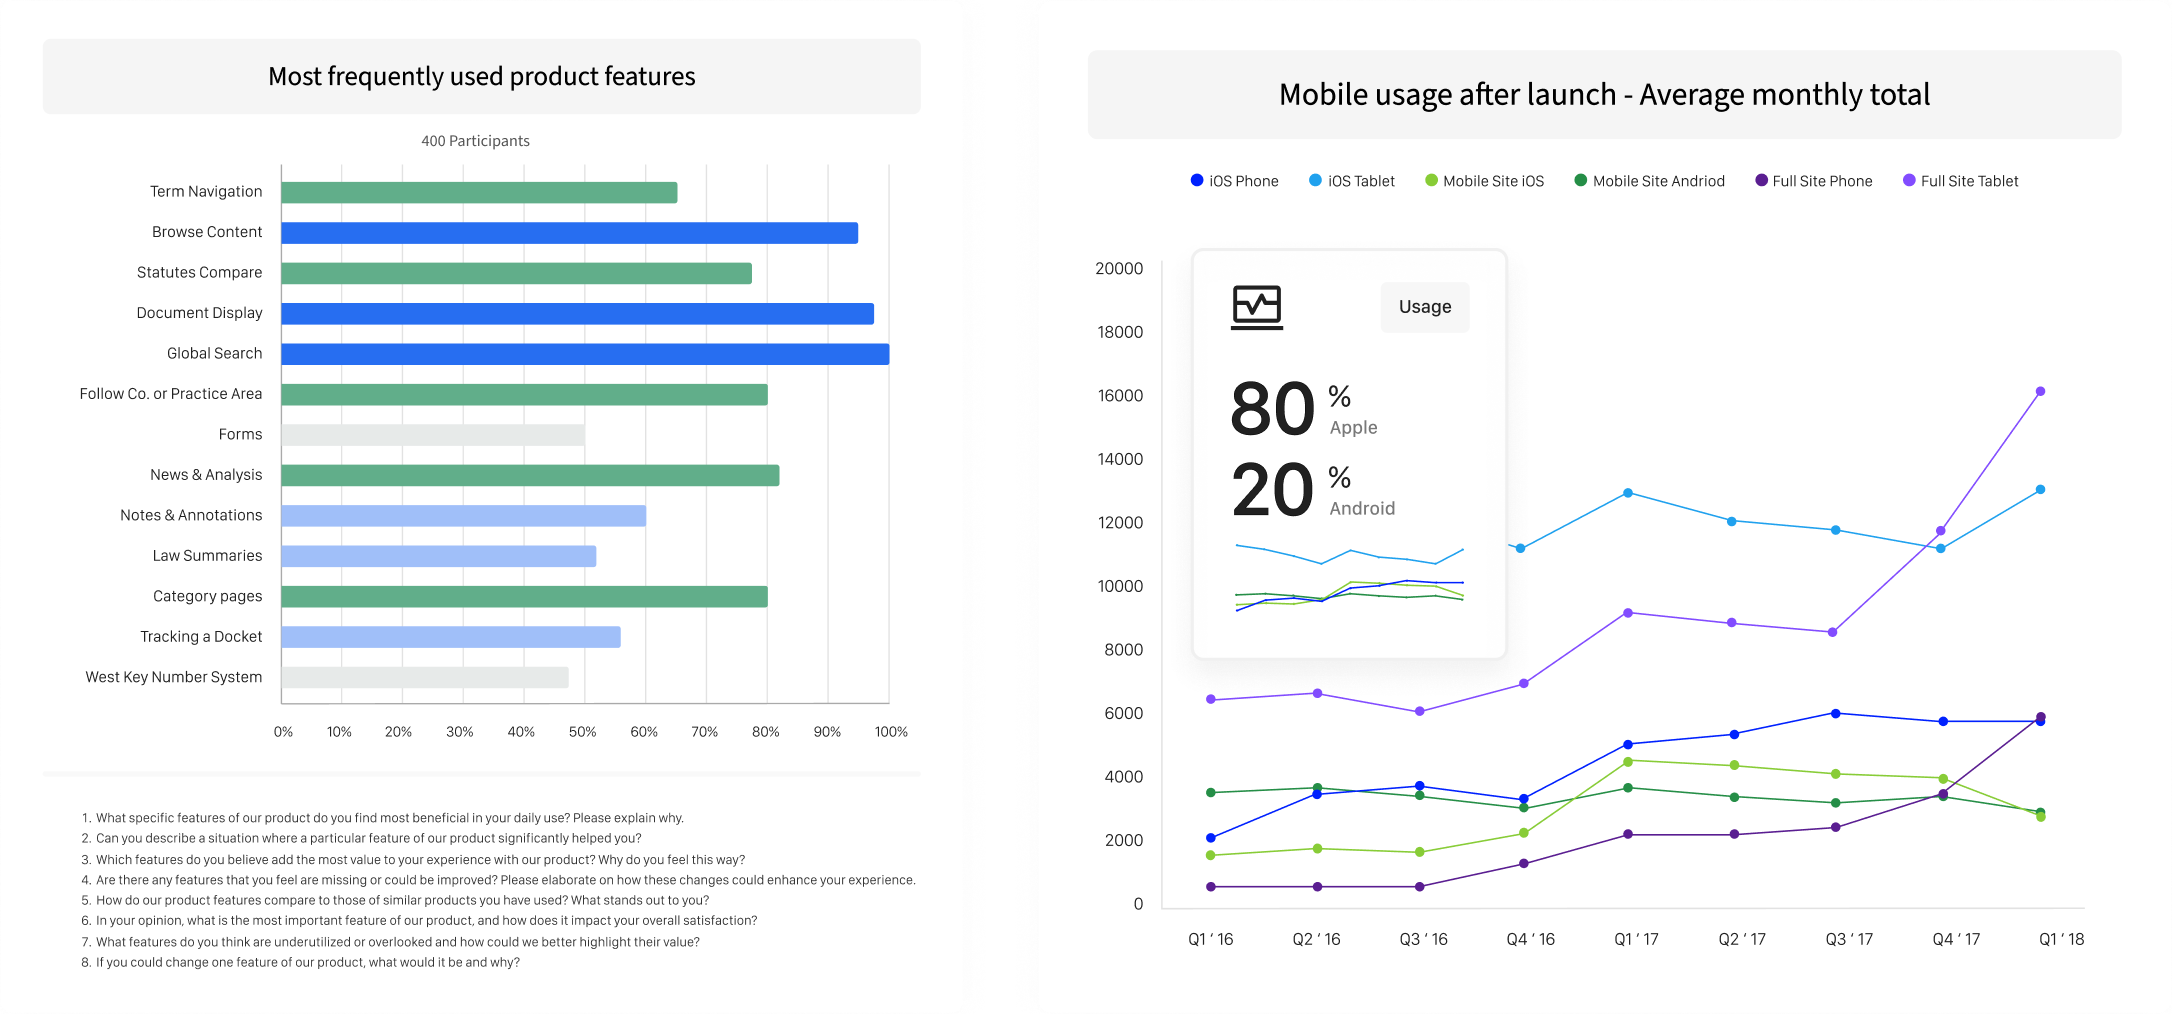 Most frequently used product features
400 Participants
Term Navigation
Browse Content
Statutes Compare
Document Display
Global Search
Follow Co. or Practice Area
Forms
News & Analysis
Notes & Annotations
Law Summaries
Category pages
Tracking a Docket
West Key Number System
0% 10% 20% 30% 40% 50% 60% 70% 80% 90% 100%
1. What specific features of our product do you find most beneficial in your daily use? Please explain why.
2. Can you describe a situation where a particular feature of our product significantly helped you?
3. Which features do you believe add the most value to your experience with our product? Why do you feel this way?
4. Are there any features that you feel are missing or could be improved? Please elaborate on how these changes could enhance your experience.
5. How do our product features compare to those of similar products you have used? What stands out to you?
6. In your opinion, what is the most important feature of our product, and how does it impact your overall satisfaction?
7. What features do you think are underutilized or overlooked and how could we better highlight their value?
8. If you could change one feature of our product, what would it be and why?
Mobile usage after launch - Average monthly total
iOS Phone iOS Tablet Mobile Site iOS Mobile Site Andriod Full Site Phone Full Site Tablet
20000
18000
16000
14000
12000
10000
8000
6000
4000
2000
0
Usage
80 %
Apple
20 %
Android
Q1 ‘ 16 Q2 ‘ 16 Q3 ‘ 16 Q4 ‘ 16 Q1 ‘ 17 Q2 ‘ 17 Q3 ‘ 17 Q4 ‘ 17 Q1 ‘ 18